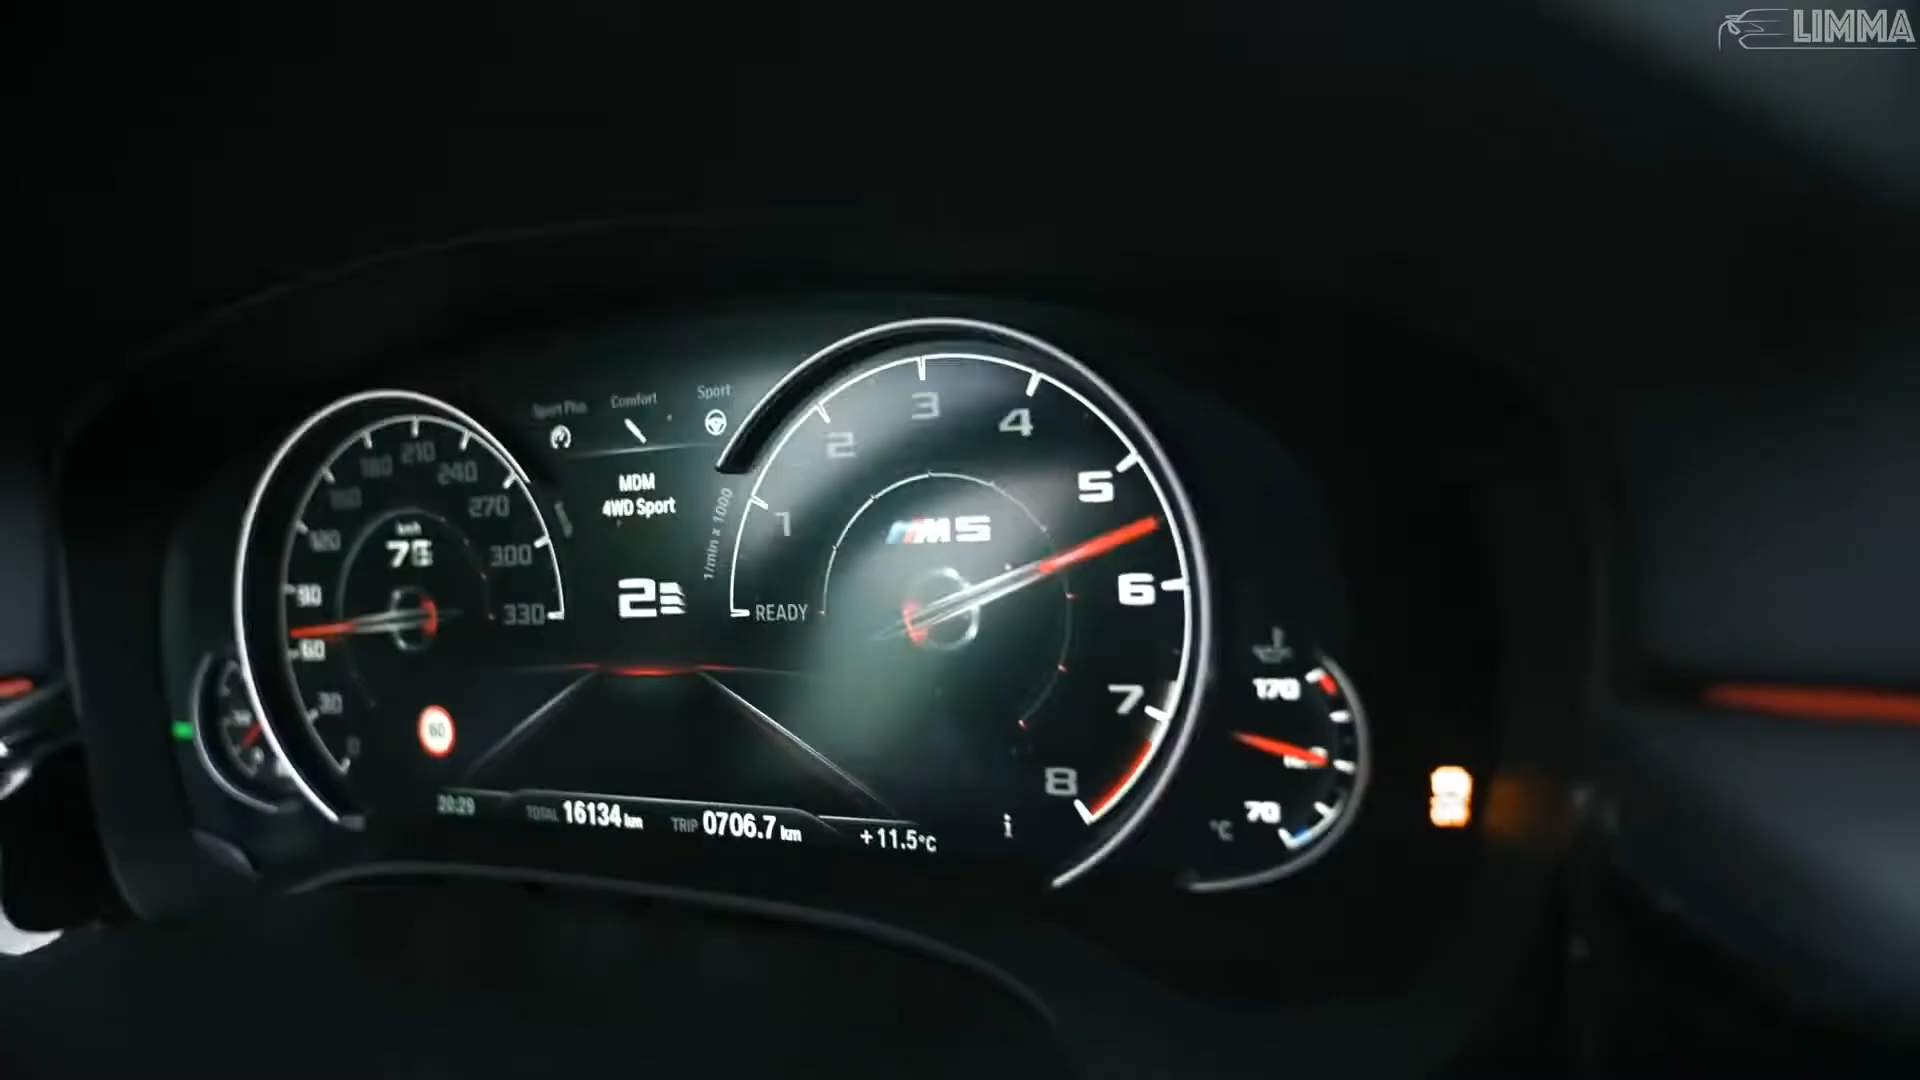 LIMMA
Sport Plus
Comfort
Sport
MDM
4WD Sport
km/h
0
30
60
90
120
180
210
240
270
300
330
2
1/min x 1000
READY
1
2
3
4
5
6
7
8
M5
60
20:29
TOTAL 16134 km
TRIP 0706.7 km
+11.5°C
i
170
70
°C